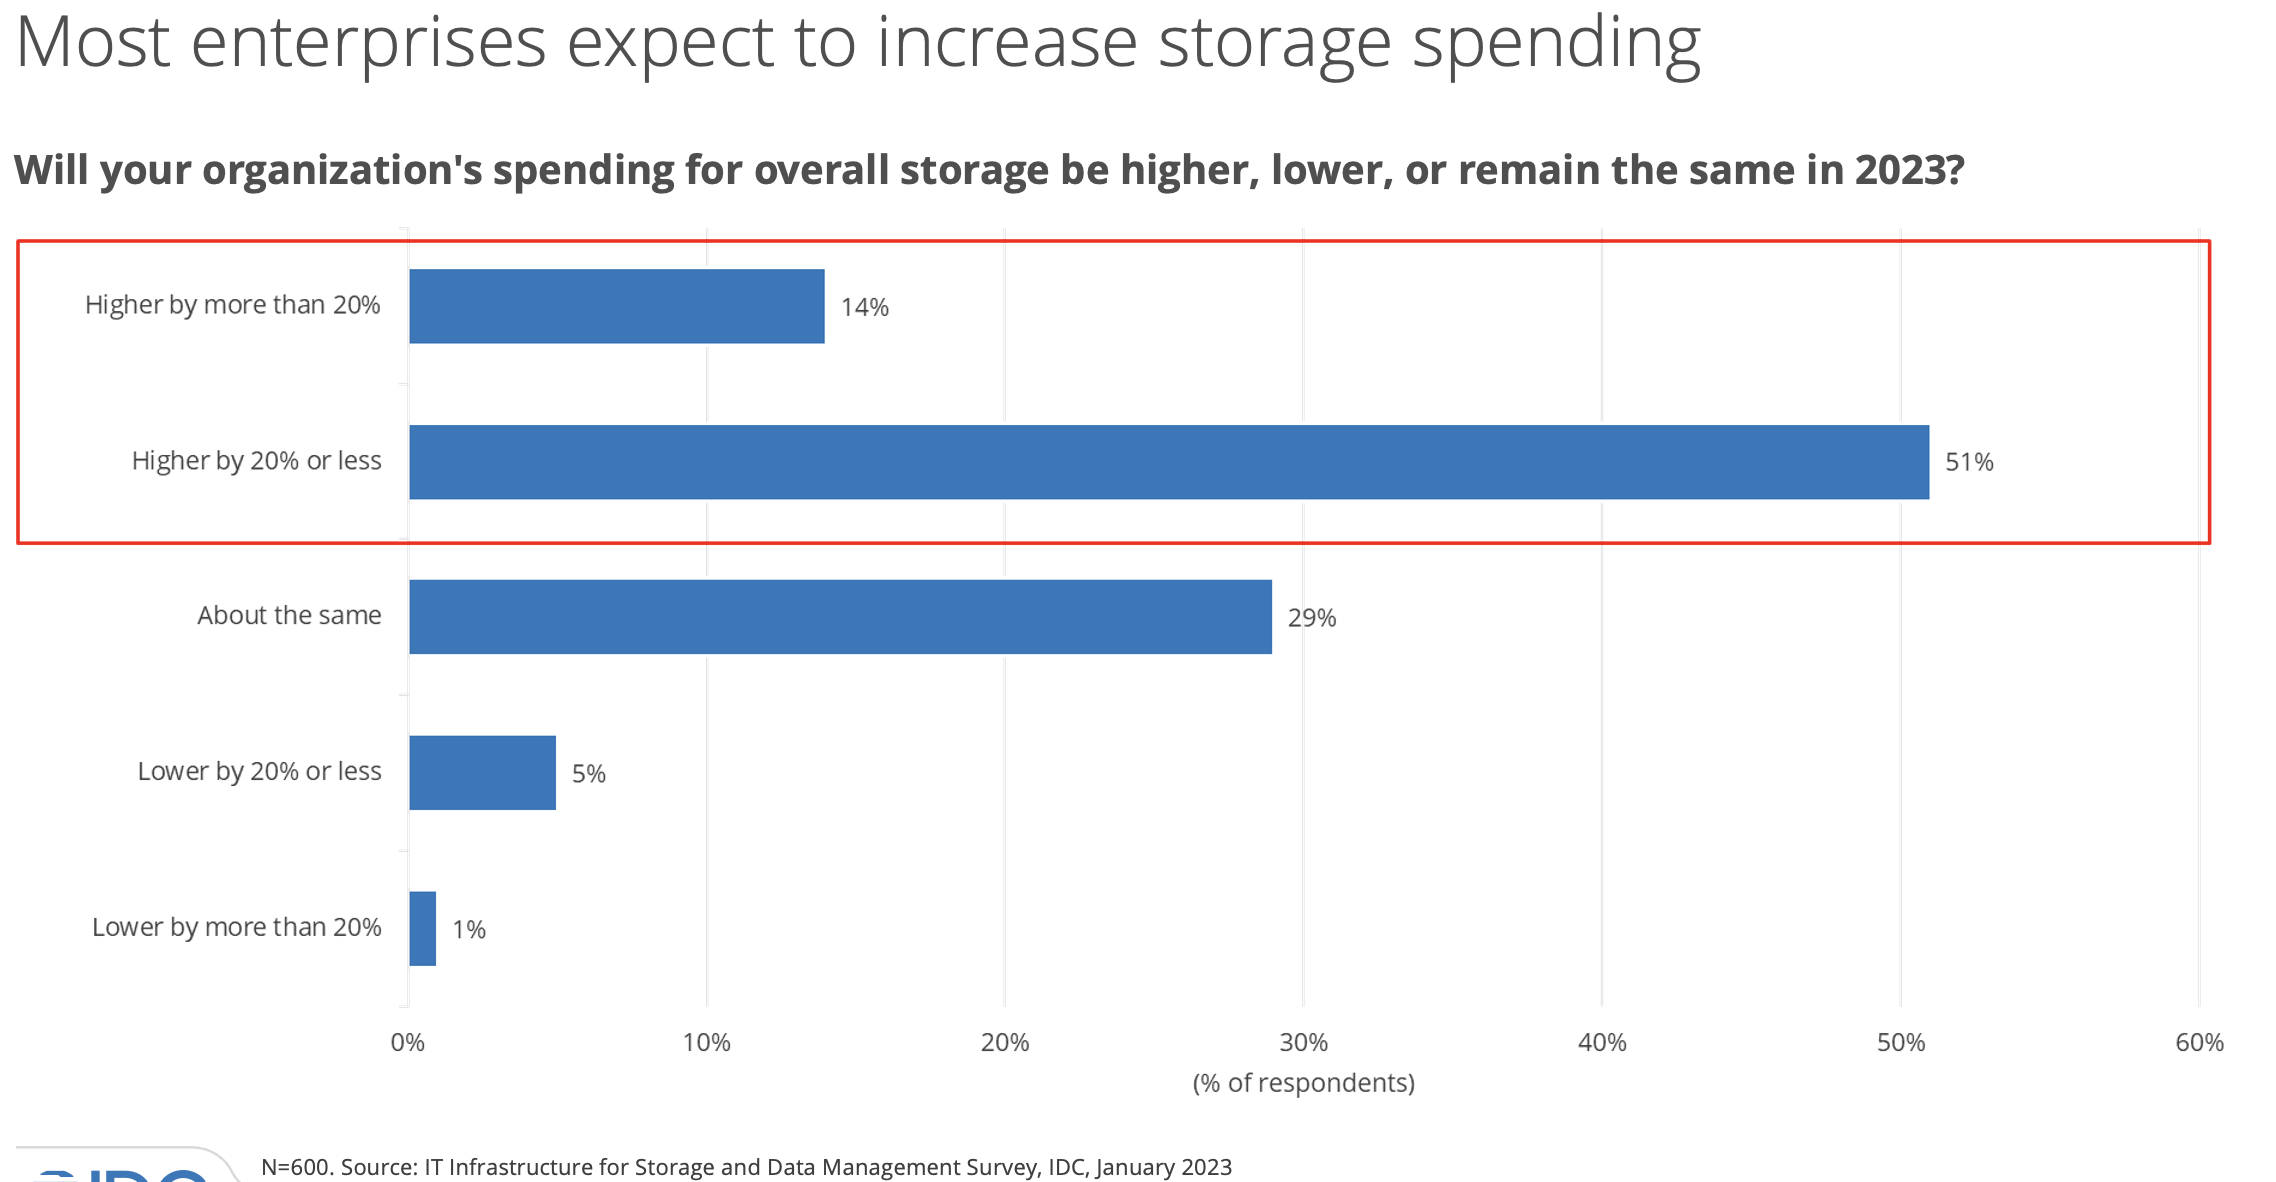 Most enterprises expect to increase storage spending
Will your organization's spending for overall storage be higher, lower, or remain the same in 2023?
Higher by more than 20%
14%
Higher by 20% or less
51%
About the same
29%
Lower by 20% or less
5%
Lower by more than 20%
1%
0% 10% 20% 30% 40% 50% 60%
(% of respondents)
IDC
N=600. Source: IT Infrastructure for Storage and Data Management Survey, IDC, January 2023